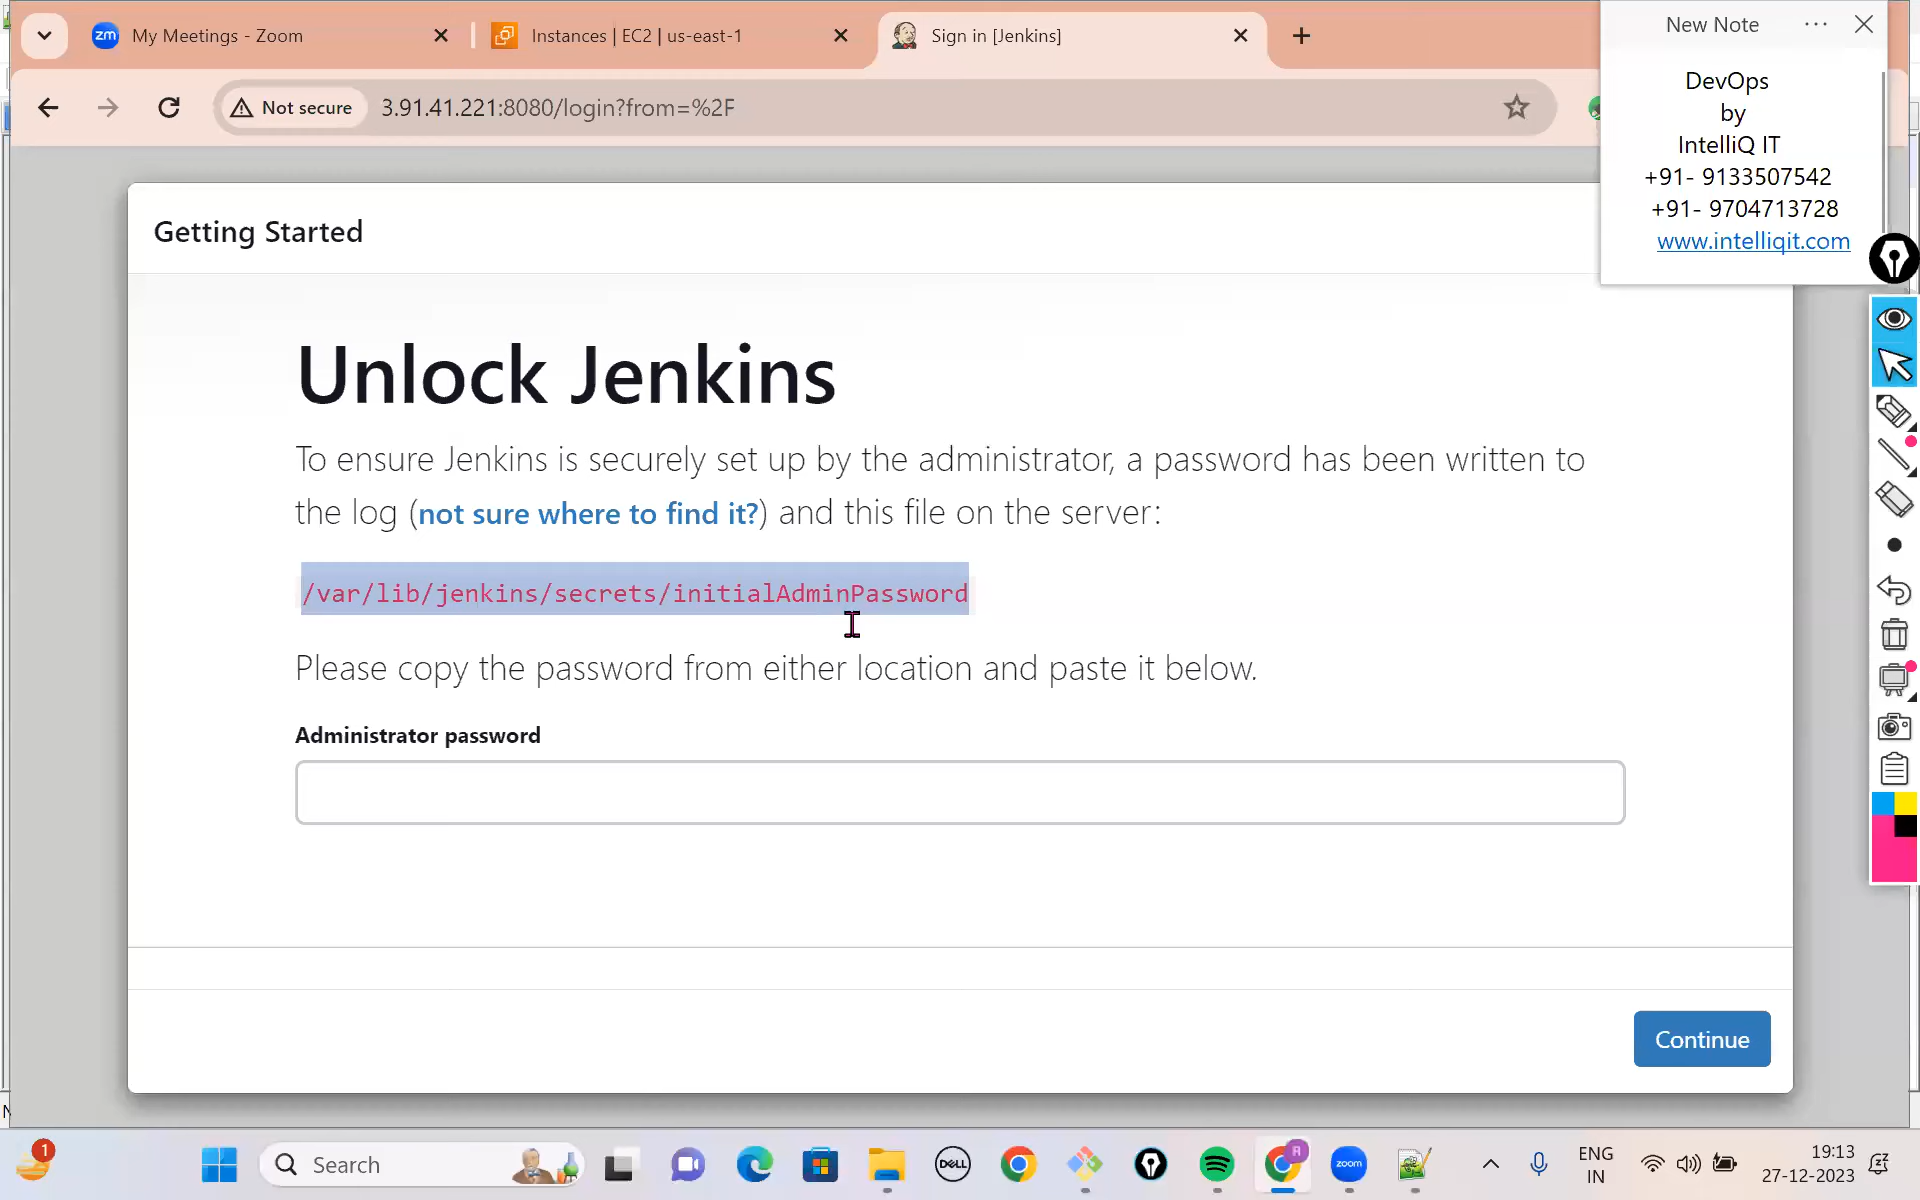 My Meetings - Zoom
Instances | EC2 | us-east-1
Sign in [Jenkins]
New Note
Not secure
3.91.41.221:8080/login?from=%2F
DevOps
by
IntelliQ IT
+91- 9133507542
+91- 9704713728
www.intelliqit.com
Getting Started
Unlock Jenkins
To ensure Jenkins is securely set up by the administrator, a password has been written to
the log (not sure where to find it?) and this file on the server:
/var/lib/jenkins/secrets/initialAdminPassword
Please copy the password from either location and paste it below.
Administrator password
Continue
1
Search
DELL
zoom
R
ENG
IN
19:13
27-12-2023